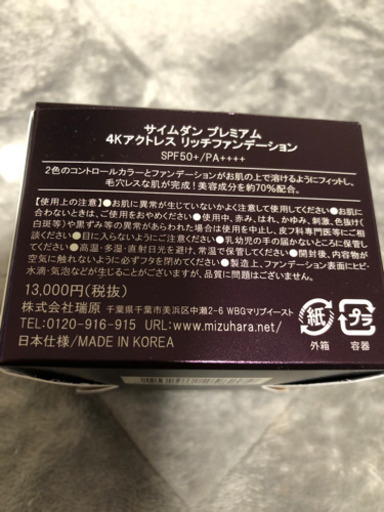 サイムダン プレミアム
4Kアクトレス リッチファンデーション
SPF50+/PA++++
2色のコントロールカラーとファンデーションがお肌の上で溶けるようにフィットし、
毛穴レスな肌が完成!美容成分を約70%配合。
【使用上の注意】●お肌に異常が生じていないかよく注意して使用してください●お肌に
合わないときは、ご使用をおやめください●使用中、赤み、はれ、かゆみ、刺激、色抜け(
白斑等)や黒ずみ等の異常があらわれた場合は使用を中止し、皮フ科専門医等にご相
談ください●目に入らないようにご注意ください●乳幼児の手の届かないところに保管し
てください●高温・多湿・直射日光を避け、常温で保管してください●開封後、内容物が
空気に触れないように必ずフタを閉めてください●製造上、ファンデーション表面にヒビ・
水滴・気泡などが生じることがございますが、品質に問題はございません。
13,000円(税抜)
株式会社瑞原 千葉県千葉市美浜区中瀬2-6 WBGマリブイースト
TEL:0120-916-915 URL:www.mizuhara.net/
日本仕様/MADE IN KOREA
紙 プラ
外箱 容器